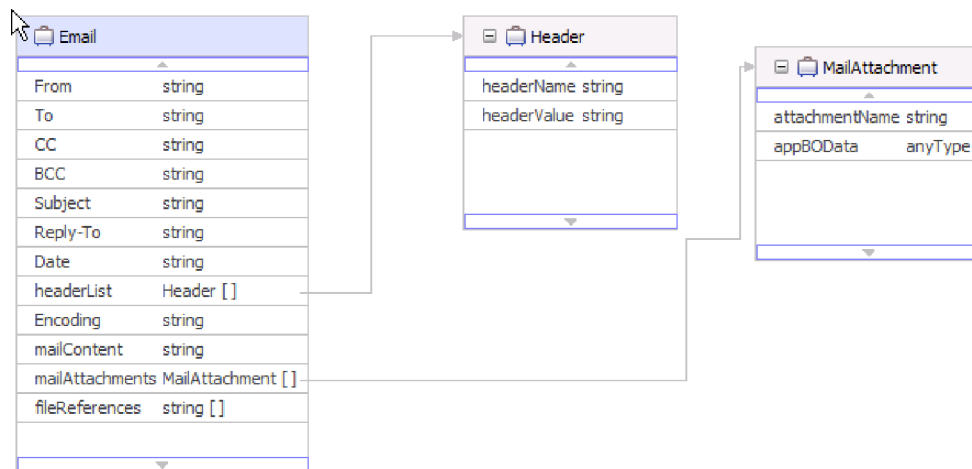 Email
From string
To string
CC string
BCC string
Subject string
Reply-To string
Date string
headerList Header [ ]
Encoding string
mailContent string
mailAttachments MailAttachment [ ]
fileReferences string [ ]
Header
headerName string
headerValue string
MailAttachment
attachmentName string
appBOData anyType